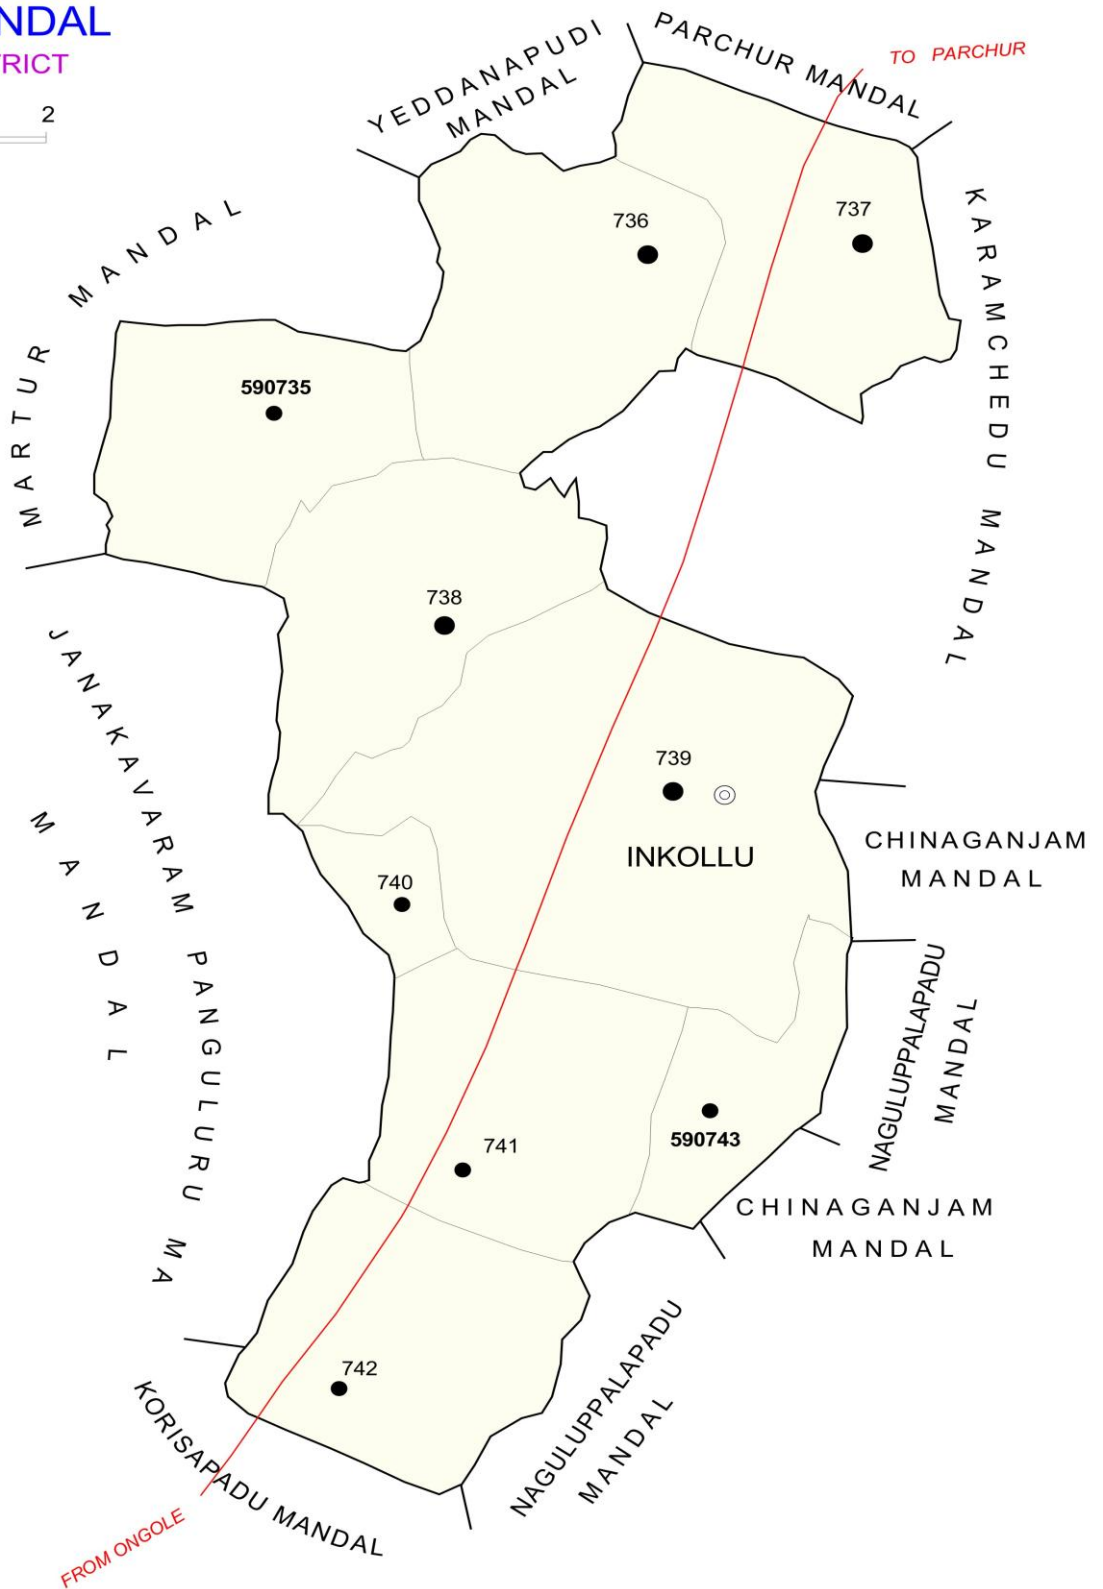 NDAL
TRICT
2
YEDDANAPUDI
MANDAL
PARCHUR MANDAL
TO PARCHUR
MARTUR MANDAL
KARAMCHEDU MANDAL
736
737
590735
738
739
INKOLLU
740
741
590743
742
CHINAGANJAM
MANDAL
NAGULUPPALAPADU
MANDAL
CHINAGANJAM
MANDAL
NAGULUPPALAPADU
MANDAL
JANAKAVARAM PANGULURU MA
MANDAL
KORISAPADU MANDAL
FROM ONGOLE